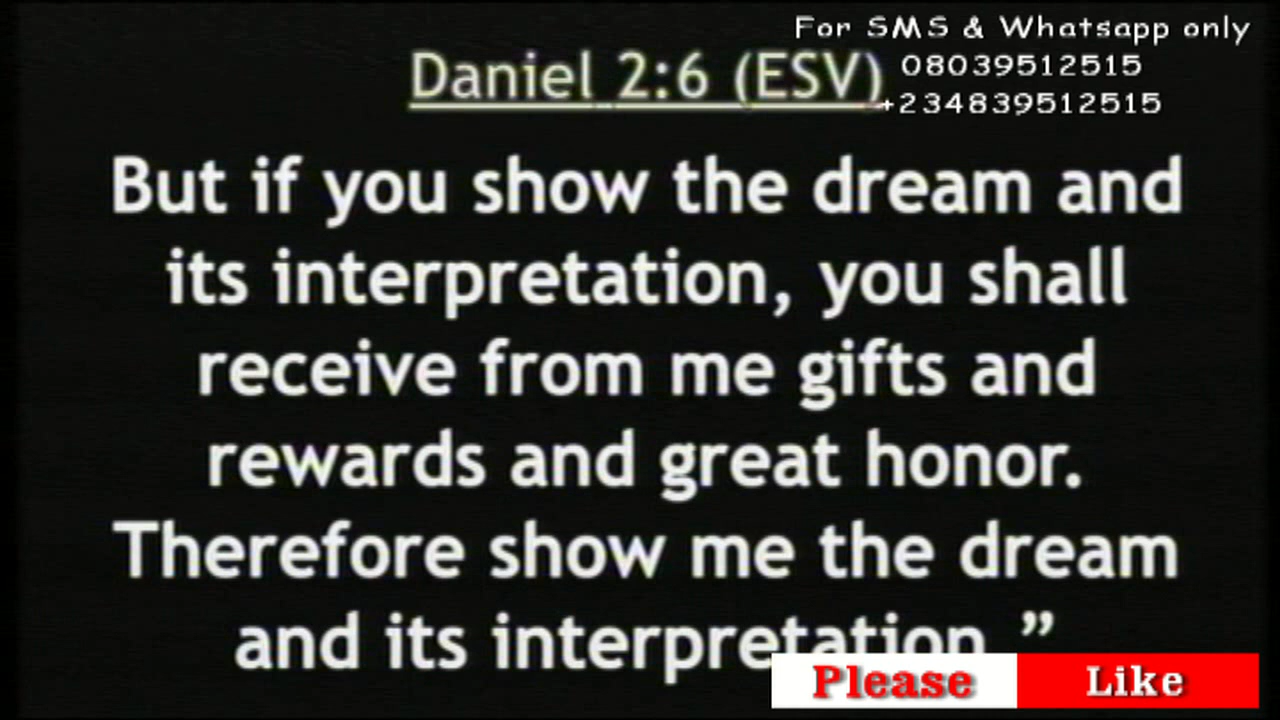 For SMS & Whatsapp only
08039512515
+234839512515
Daniel 2:6 (ESV)
But if you show the dream and
its interpretation, you shall
receive from me gifts and
rewards and great honor.
Therefore show me the dream
and its interpretation.”
Please Like